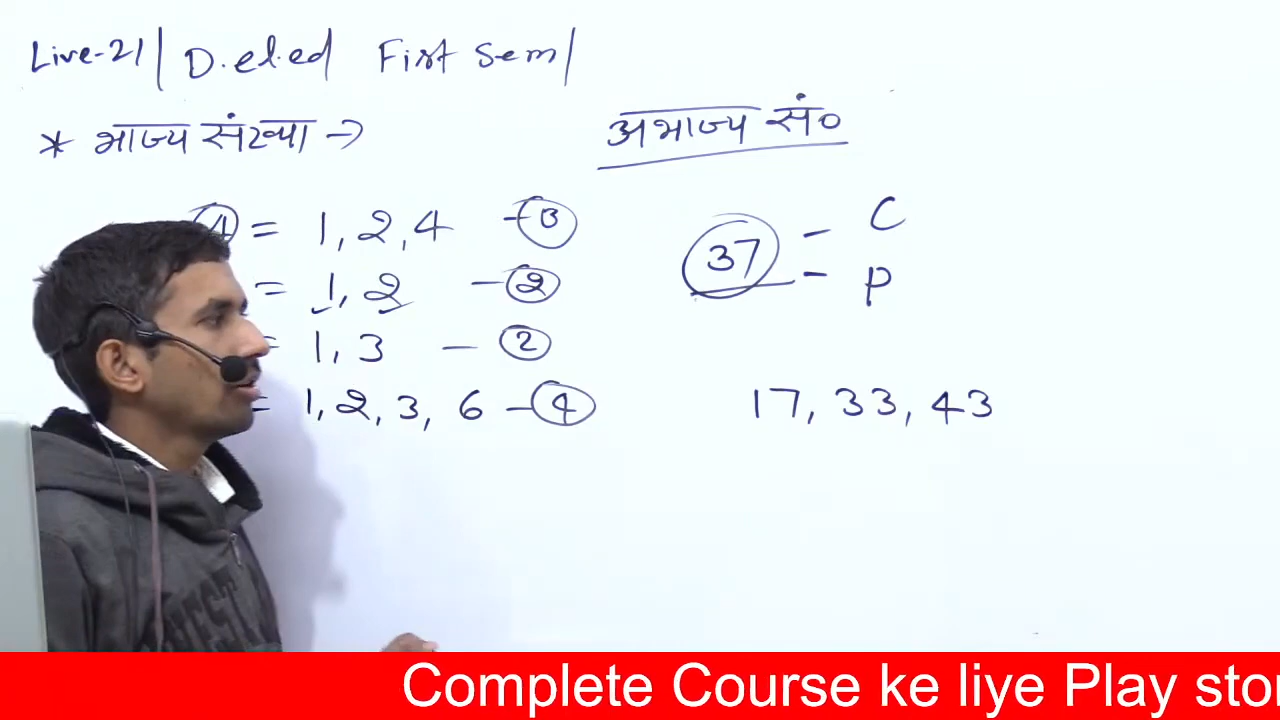 Live-21/ D.el.ed First Sem/
* भाज्य संख्या → अभाज्य सं०
4 = 1, 2, 4 - 3
= 1, 2 - 2
= 1, 3 - 2
= 1, 2, 3, 6 - 4
37 - C
- P
17, 33, 43
Complete Course ke liye Play stor